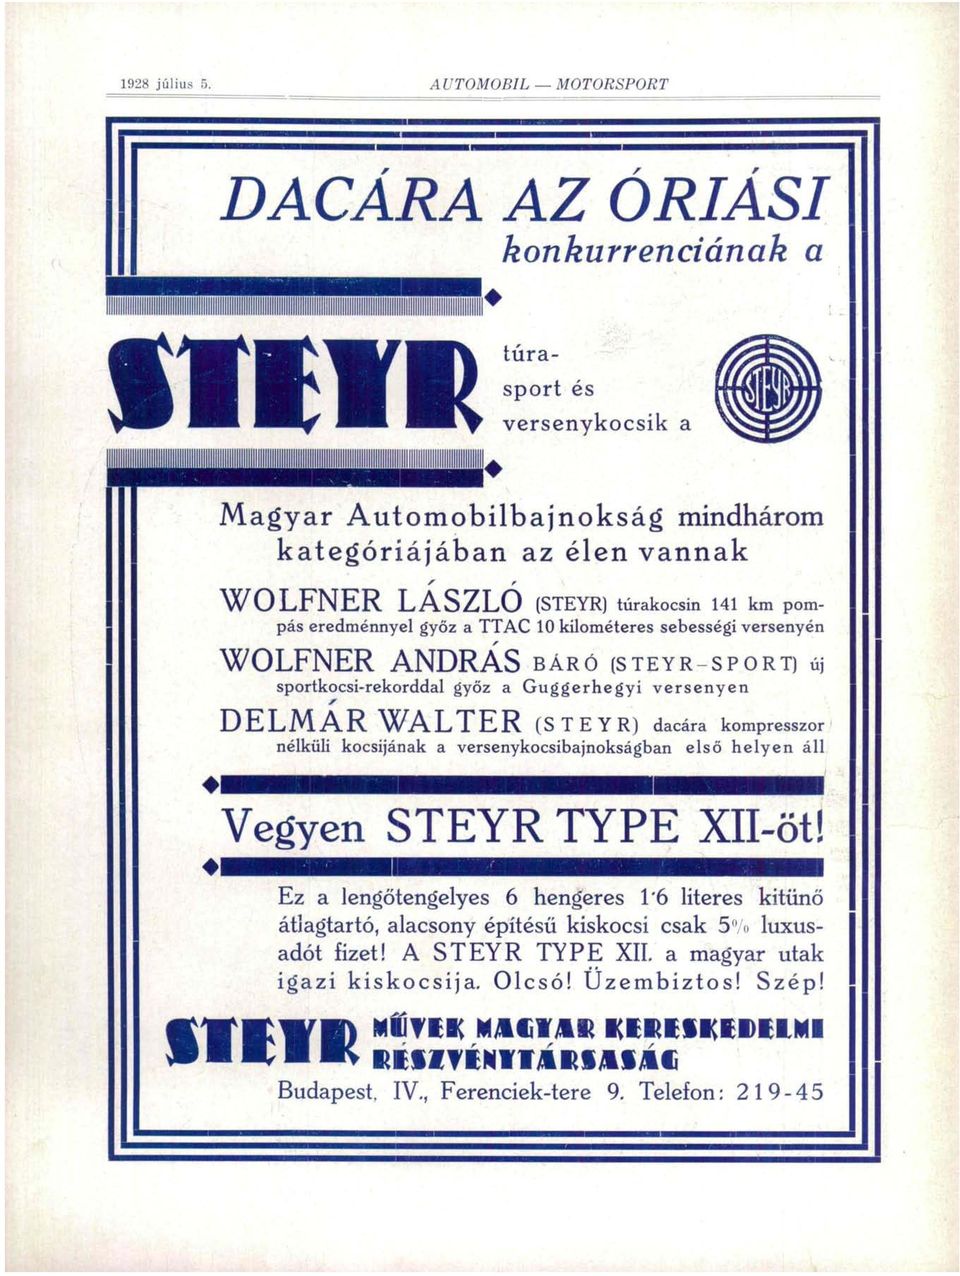 1928 július 5. AUTOMOBIL — MOTORSPORT
DACÁRA AZ ÓRIÁSI
konkurrenciának a
STEYR
túra-
sport és
versenykocsik a
STEYR
Magyar Automobilbajnokság mindhárom
kategóriájában az élen vannak
WOLFNER LÁSZLÓ (STEYR) túrakocsin 141 km pom-
pás eredménnyel győz a TTAC 10 kilométeres sebességi versenyén
WOLFNER ANDRÁS BÁRÓ (STEYR-SPORT) új
sportkocsi-rekorddal győz a Guggerhegyi versenyen
DELMÁR WALTER (STEYR) dacára kompresszor
nélküli kocsijának a versenykocsibajnokságban első helyen áll
Vegyen STEYR TYPE XII-öt!
Ez a lengőtengelyes 6 hengeres 1·6 literes kitünő
átlagtartó, alacsony építésű kiskocsi csak 5% luxus-
adót fizet! A STEYR TYPE XII. a magyar utak
igazi kiskocsija. Olcsó! Üzembiztos! Szép!
STEYR MŰVEK MAGYAR KERESKEDELMI
RÉSZVÉNYTÁRSASÁG
Budapest, IV., Ferenciek-tere 9. Telefon: 219-45